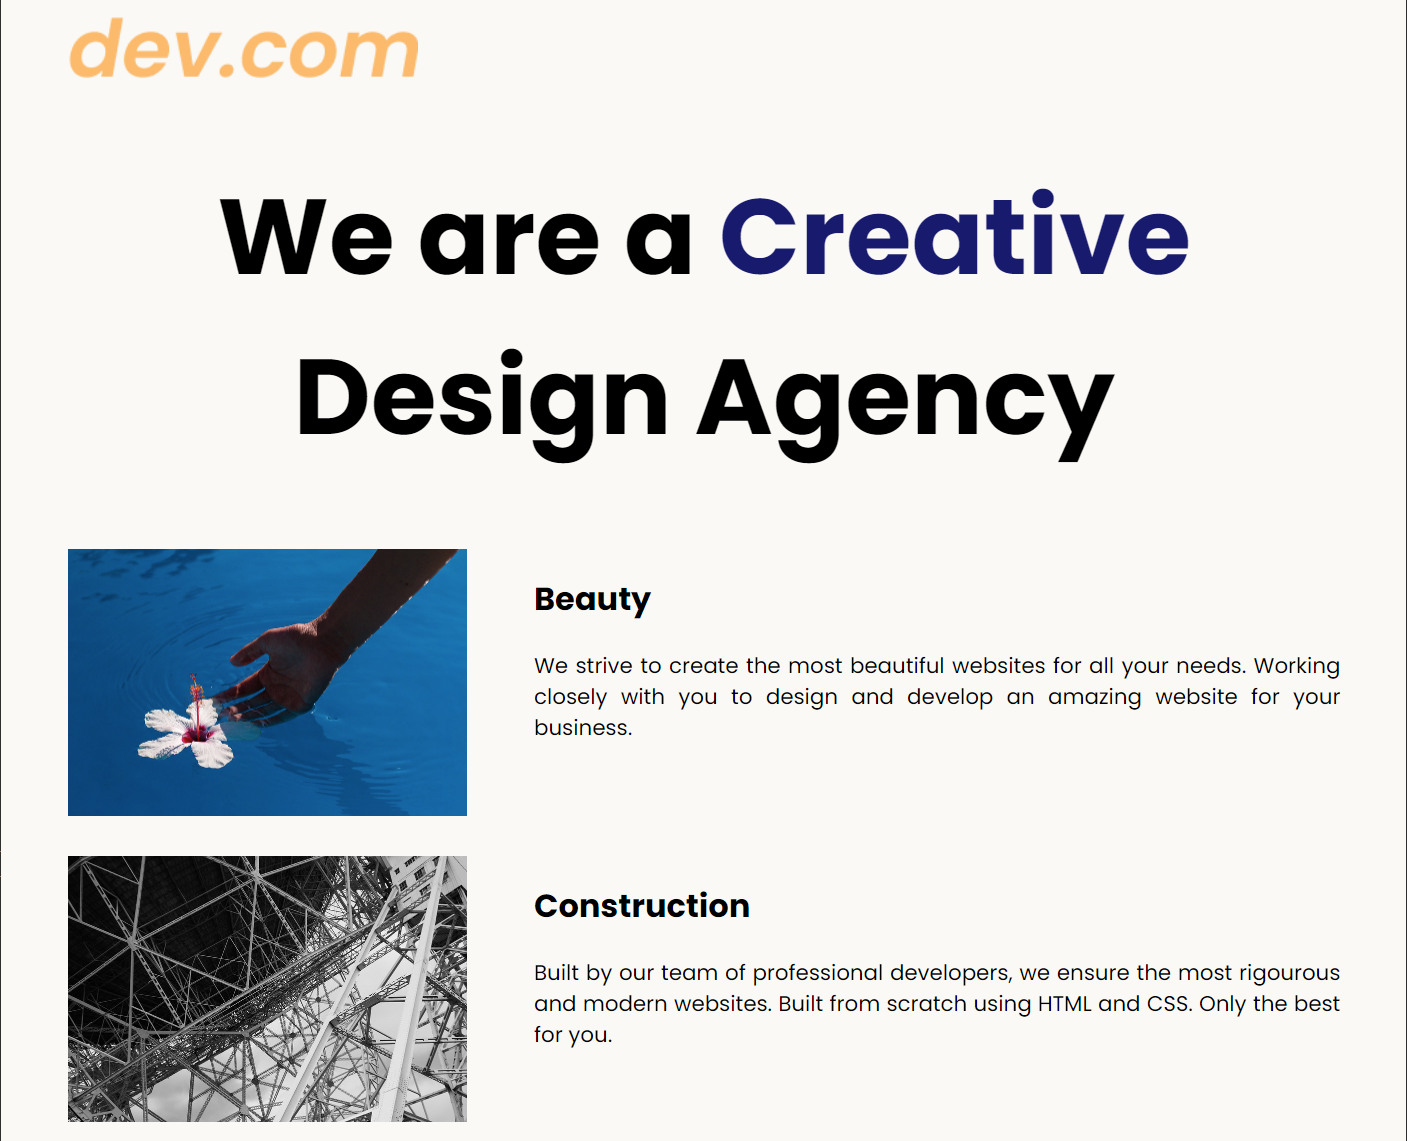 dev.com
We are a Creative
Design Agency
Beauty
We strive to create the most beautiful websites for all your needs. Working
closely with you to design and develop an amazing website for your
business.
Construction
Built by our team of professional developers, we ensure the most rigourous
and modern websites. Built from scratch using HTML and CSS. Only the best
for you.